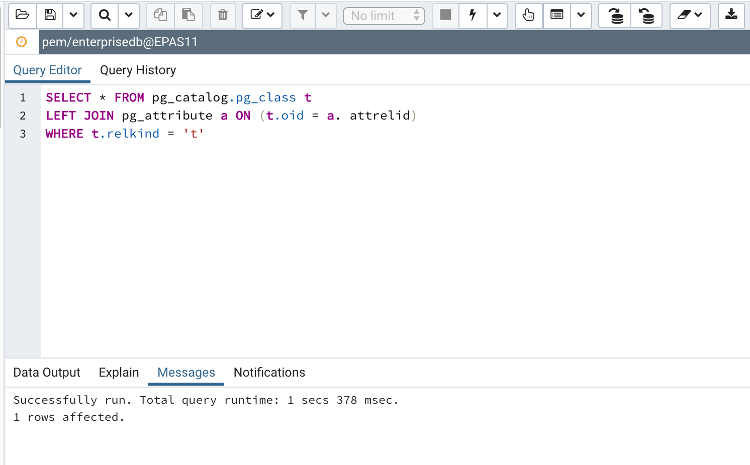 No limit
pem/enterprisedb@EPAS11
Query Editor Query History
1 SELECT * FROM pg_catalog.pg_class t
2 LEFT JOIN pg_attribute a ON (t.oid = a. attrelid)
3 WHERE t.relkind = 't'
Data Output Explain Messages Notifications
Successfully run. Total query runtime: 1 secs 378 msec.
1 rows affected.